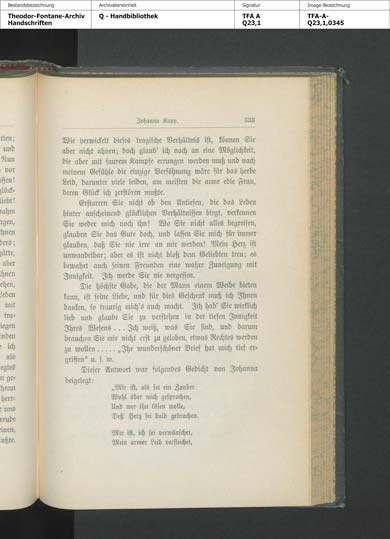 Bestandsbezeichnung
Archivalieneinheit
Signatur
Image-Bezeichnung
Theodor-Fontane-Archiv
Handschriften
Q - Handbibliothek
TFA A
Q23,1
TFA-A-
Q23,1,0345
Johanna Kapp. 333
Wie verwickelt dieses tragische Verhältnis ist, können Sie
aber nicht ahnen; doch glaub' ich noch an eine Möglichkeit,
die aber mit saurem Kampfe errungen werden muß und nach
meinem Gefühle die einzige Versöhnung wäre für das herbe
Leid, darunter viele leiden, am meisten die arme edle Frau,
deren Glück ich zerstören mußte.
Erstarren Sie nicht ob den Untiefen, die das Leben
hinter anscheinend glücklichen Verhältnissen birgt, verkennen
Sie weder mich noch ihn! Wo Sie nicht alles begreifen,
glauben Sie das Gute doch, und lassen Sie mich für immer
glauben, daß Sie nie irre an mir werden! Mein Herz ist
unwandelbar; aber es ist nicht bloß dem Geliebten treu; es
bewahrt auch seinen Freunden eine wahre Zuneigung mit
Innigkeit. Ich werde Sie nie vergessen.
Die höchste Gabe, die der Mann einem Weibe bieten
kann, ist seine Liebe, und für dies Geschenk muß ich Ihnen
danken, so traurig mich's auch macht. Ich hab' Sie wirklich
lieb und glaube Sie zu verstehen in der tiefen Innigkeit
Ihres Wesens . . . Ich weiß, was Sie sind, und darum
brauchen Sie mir nicht erst zu geloben, etwas Rechtes werden
zu wollen . . . . . „Ihr wunderschöner Brief hat mich tief er-
griffen" u. s. w.
Dieser Antwort war folgendes Gedicht von Johanna
beigelegt:
„Mir ist, als sei ein Zauber
Wohl über mich gesprochen,
Und wer ihn lösen wolle,
Deß' Herz sei bald gebrochen.
Mir ist, ich sei verwünschet,
Mein armer Leib verfluchet,